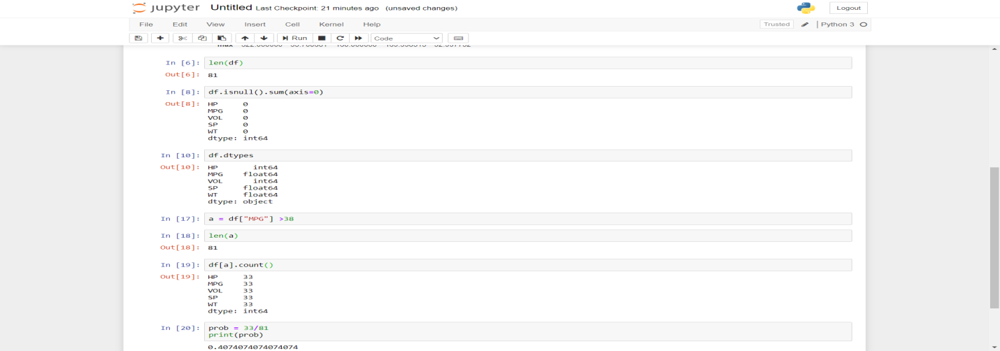 jupyter Untitled Last Checkpoint: 21 minutes ago (unsaved changes) Logout
File Edit View Insert Cell Kernel Help Trusted Python 3
Run Code
max
In [6]: len(df)
Out[6]: 81
In [8]: df.isnull().sum(axis=0)
Out[8]: HP 0
MPG 0
VOL 0
SP 0
WT 0
dtype: int64
In [10]: df.dtypes
Out[10]: HP int64
MPG float64
VOL int64
SP float64
WT float64
dtype: object
In [17]: a = df["MPG"] >38
In [18]: len(a)
Out[18]: 81
In [19]: df[a].count()
Out[19]: HP 33
MPG 33
VOL 33
SP 33
WT 33
dtype: int64
In [20]: prob = 33/81
print(prob)
0.4074074074074074